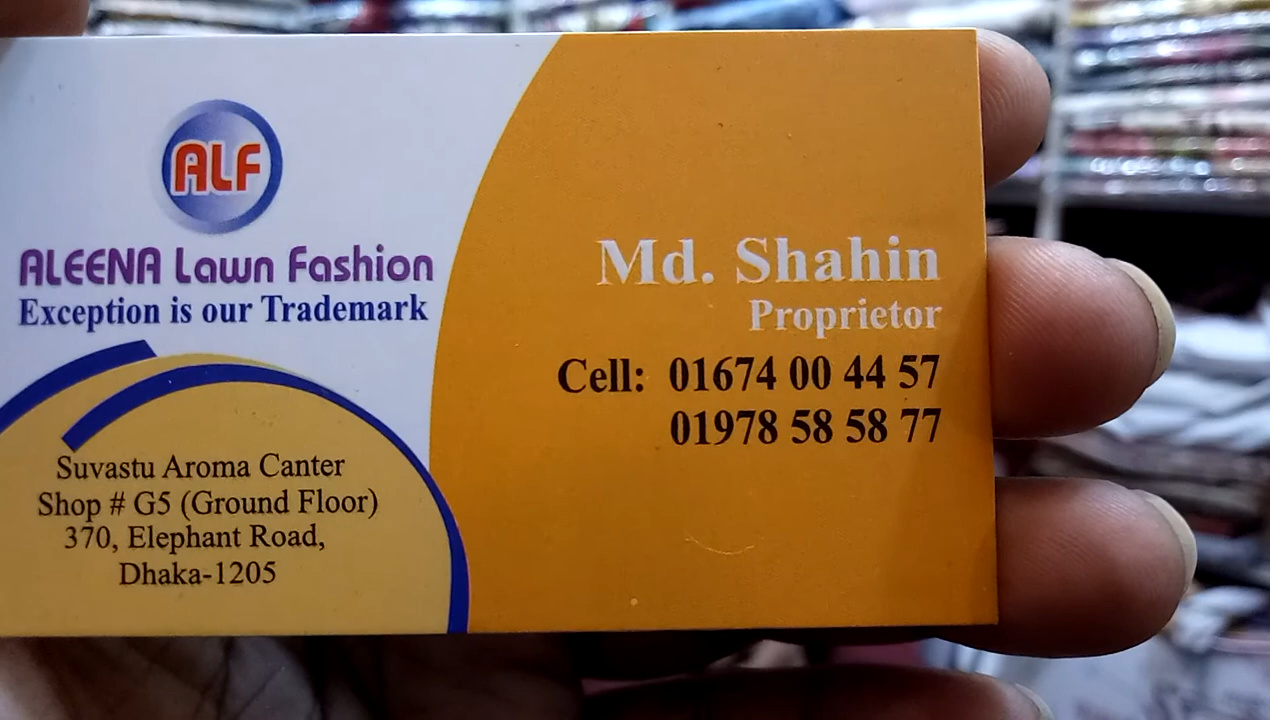 ALF
ALEENA Lawn Fashion
Exception is our Trademark
Suvastu Aroma Canter
Shop # G5 (Ground Floor)
370, Elephant Road,
Dhaka-1205
Md. Shahin
Proprietor
Cell: 01674 00 44 57
01978 58 58 77